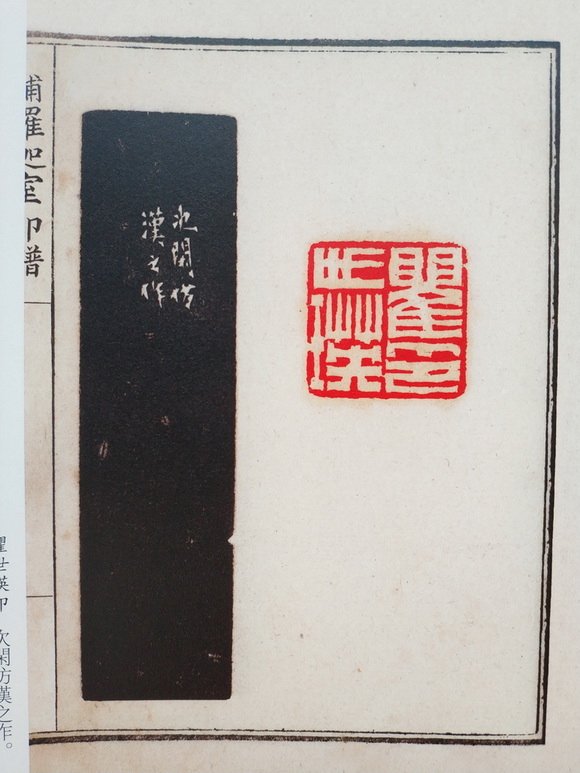 瞿印
世瑛
次閑仿
漢之作
補羅迦室印譜
瞿世瑛印　次閑仿漢之作。